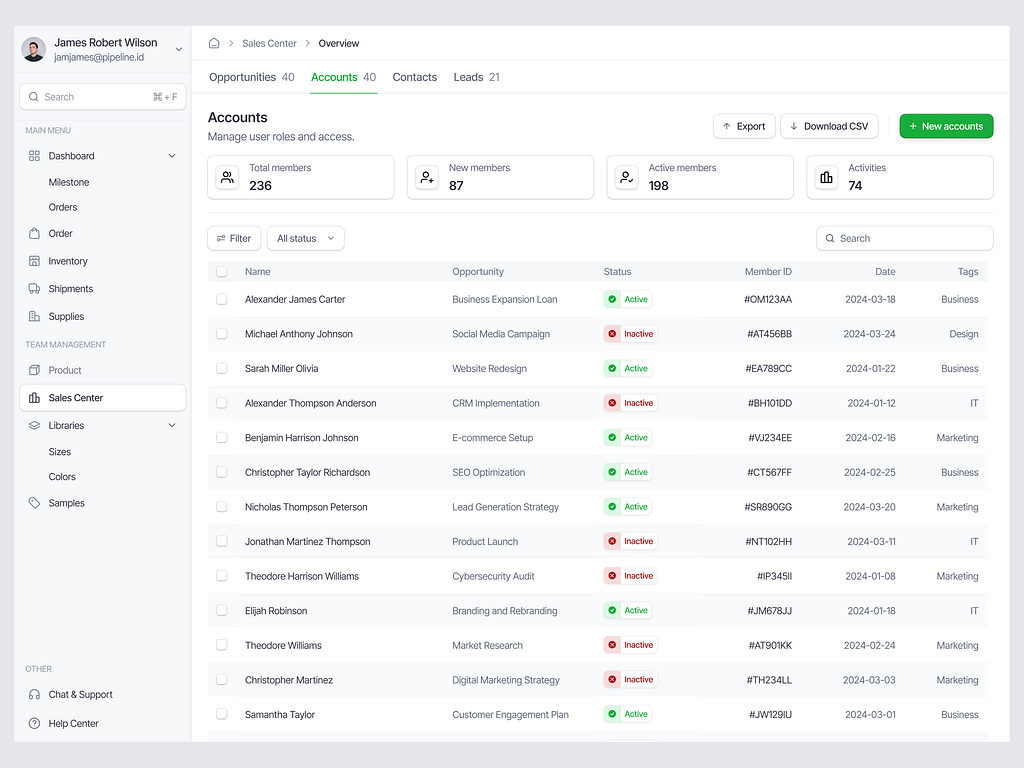 James Robert Wilson
jamjames@pipeline.id
Search ⌘ + F
MAIN MENU
Dashboard
Milestone
Orders
Order
Inventory
Shipments
Supplies
TEAM MANAGEMENT
Product
Sales Center
Libraries
Sizes
Colors
Samples
OTHER
Chat & Support
Help Center
Sales Center Overview
Opportunities 40 Accounts 40 Contacts Leads 21
Accounts
Manage user roles and access.
Export Download CSV + New accounts
Total members
236
New members
87
Active members
198
Activities
74
Filter All status Search
Name Opportunity Status Member ID Date Tags
Alexander James Carter Business Expansion Loan Active #OM123AA 2024-03-18 Business
Michael Anthony Johnson Social Media Campaign Inactive #AT456BB 2024-03-24 Design
Sarah Miller Olivia Website Redesign Active #EA789CC 2024-01-22 Business
Alexander Thompson Anderson CRM Implementation Inactive #BH101DD 2024-01-12 IT
Benjamin Harrison Johnson E-commerce Setup Active #VJ234EE 2024-02-16 Marketing
Christopher Taylor Richardson SEO Optimization Active #CT567FF 2024-02-25 Business
Nicholas Thompson Peterson Lead Generation Strategy Active #SR890GG 2024-03-20 Marketing
Jonathan Martinez Thompson Product Launch Inactive #NT102HH 2024-03-11 IT
Theodore Harrison Williams Cybersecurity Audit Inactive #IP345II 2024-01-08 Marketing
Elijah Robinson Branding and Rebranding Active #JM678JJ 2024-01-18 IT
Theodore Williams Market Research Inactive #AT901KK 2024-02-24 Marketing
Christopher Martinez Digital Marketing Strategy Inactive #TH234LL 2024-03-03 Marketing
Samantha Taylor Customer Engagement Plan Active #JW129IU 2024-03-01 Business